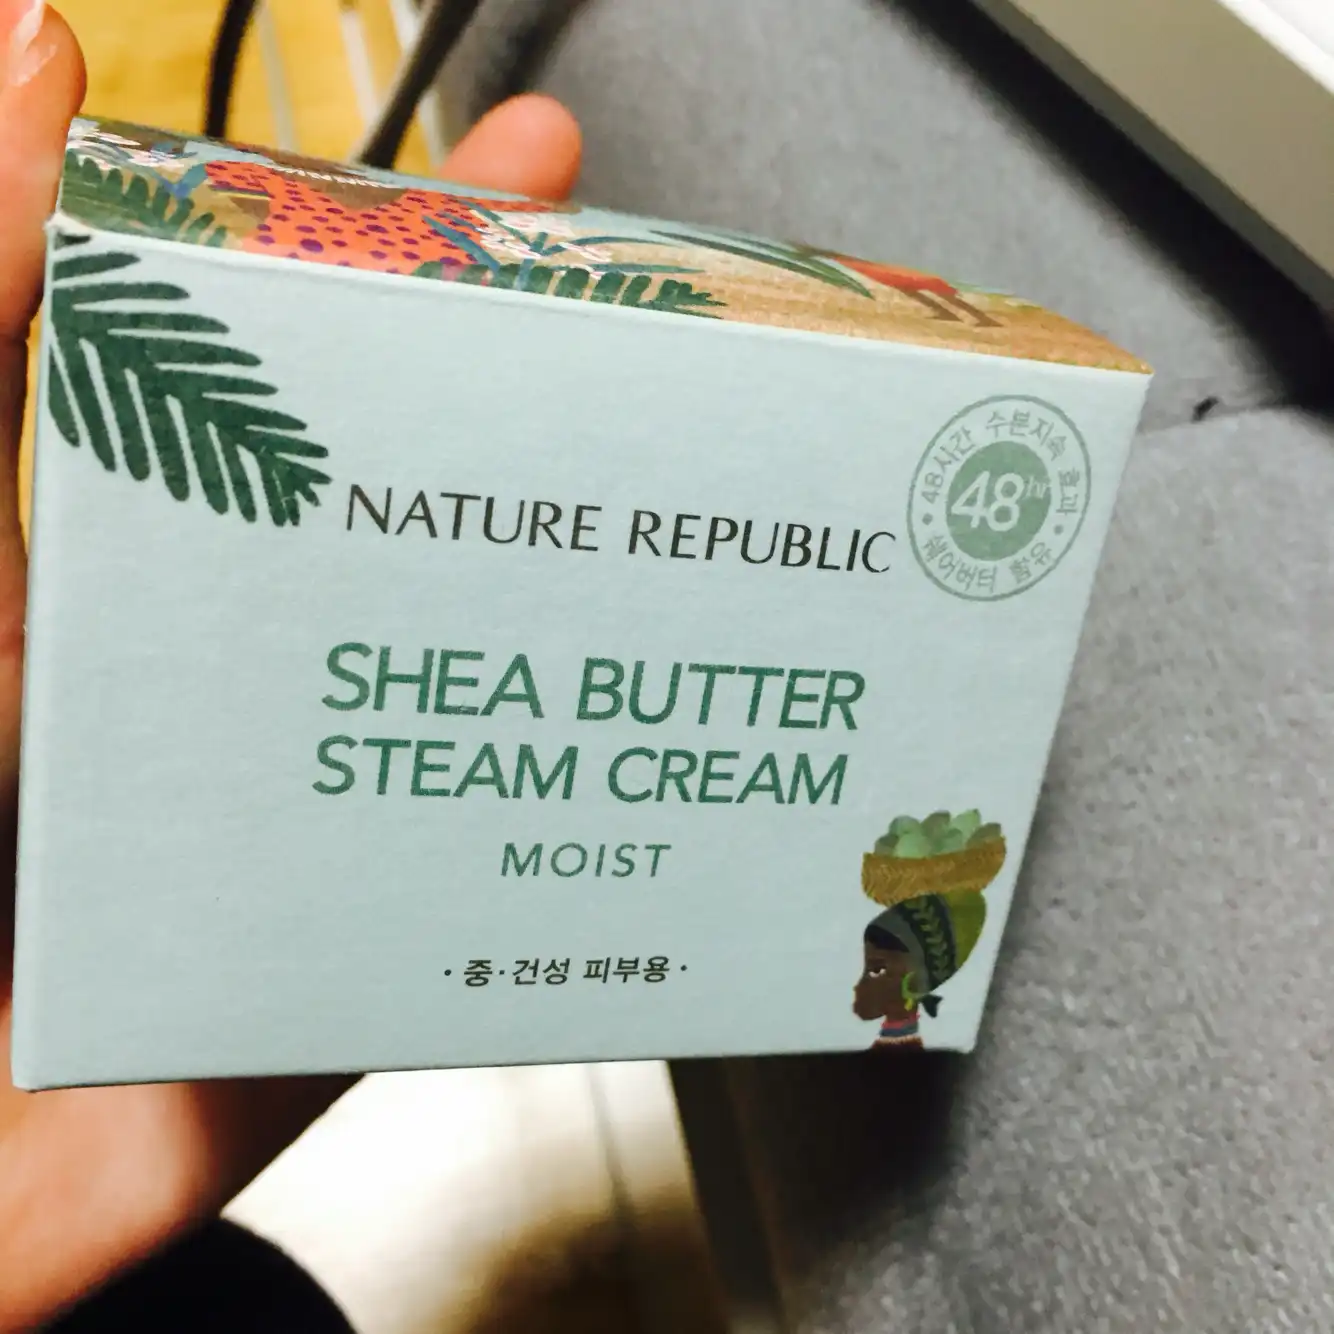 NATURE REPUBLIC
48시간 수분지속 효과
48hr
쉐어버터 함유
SHEA BUTTER
STEAM CREAM
MOIST
·중·건성 피부용·